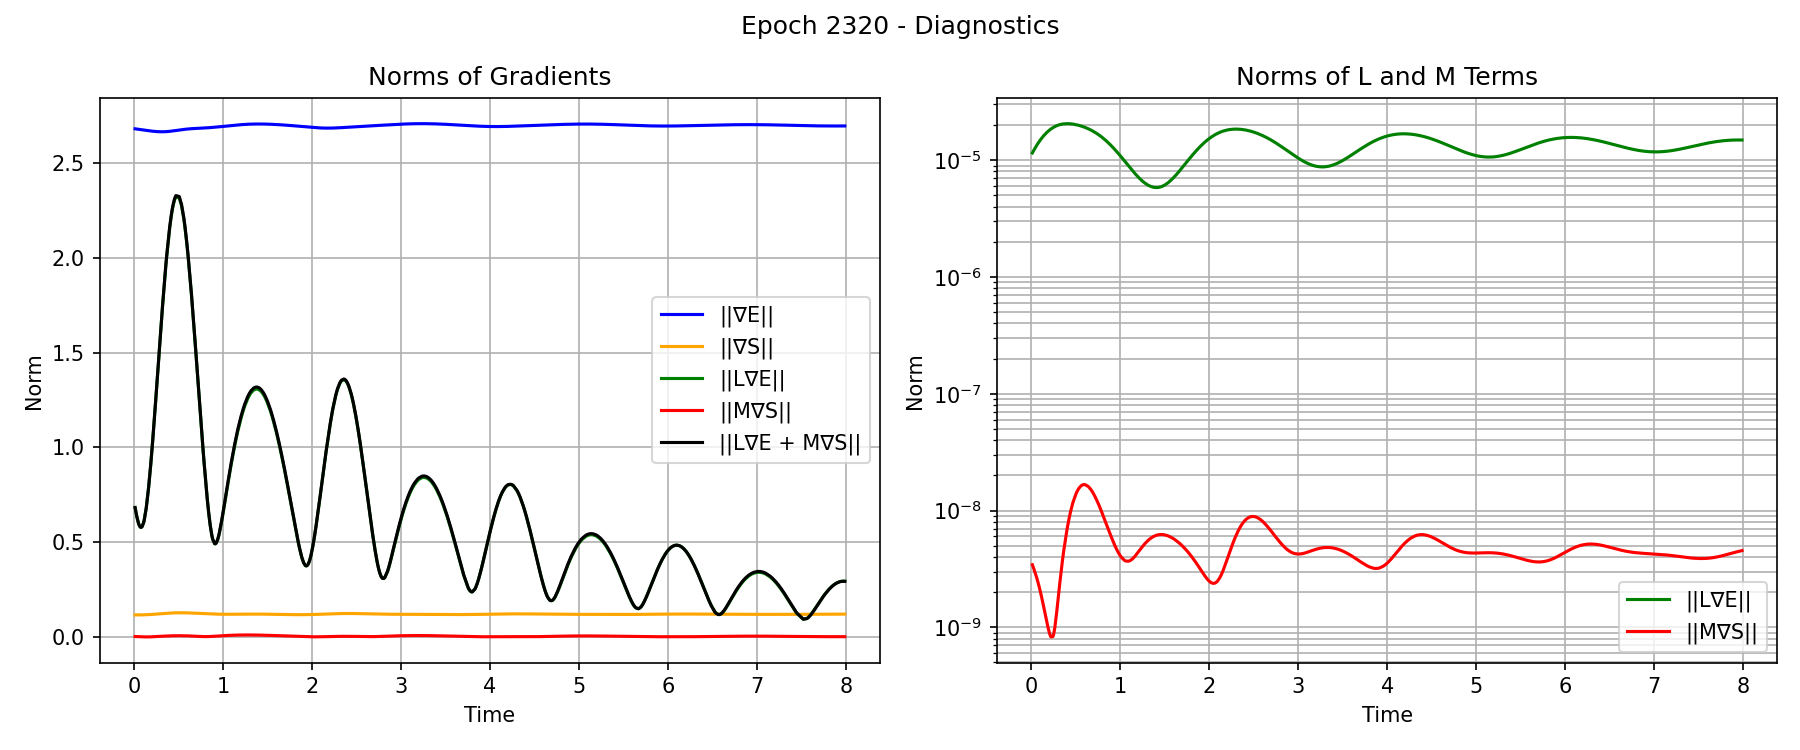 Epoch 2320 - Diagnostics
Norms of Gradients
Norm
2.5
2.0
1.5
1.0
0.5
0.0
||∇E||
||∇S||
||L∇E||
||M∇S||
||L∇E + M∇S||
0 1 2 3 4 5 6 7 8
Time
Norms of L and M Terms
Norm
10⁻⁵
10⁻⁶
10⁻⁷
10⁻⁸
10⁻⁹
||L∇E||
||M∇S||
0 1 2 3 4 5 6 7 8
Time